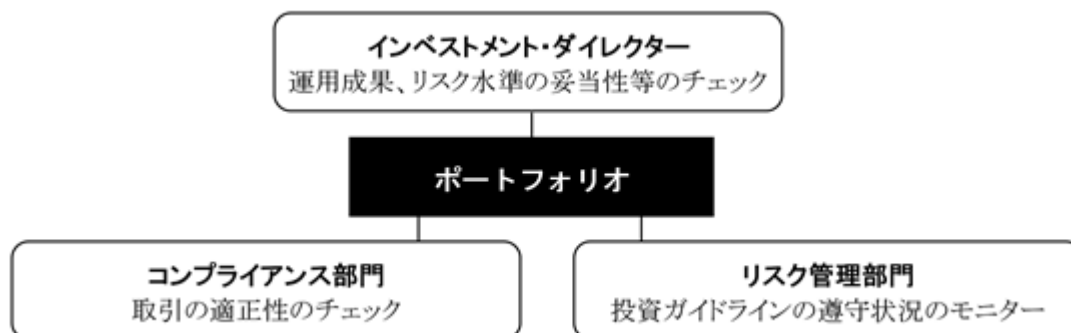 インベストメント・ダイレクター
運用成果、リスク水準の妥当性等のチェック
ポートフォリオ
コンプライアンス部門
取引の適正性のチェック
リスク管理部門
投資ガイドラインの遵守状況のモニター